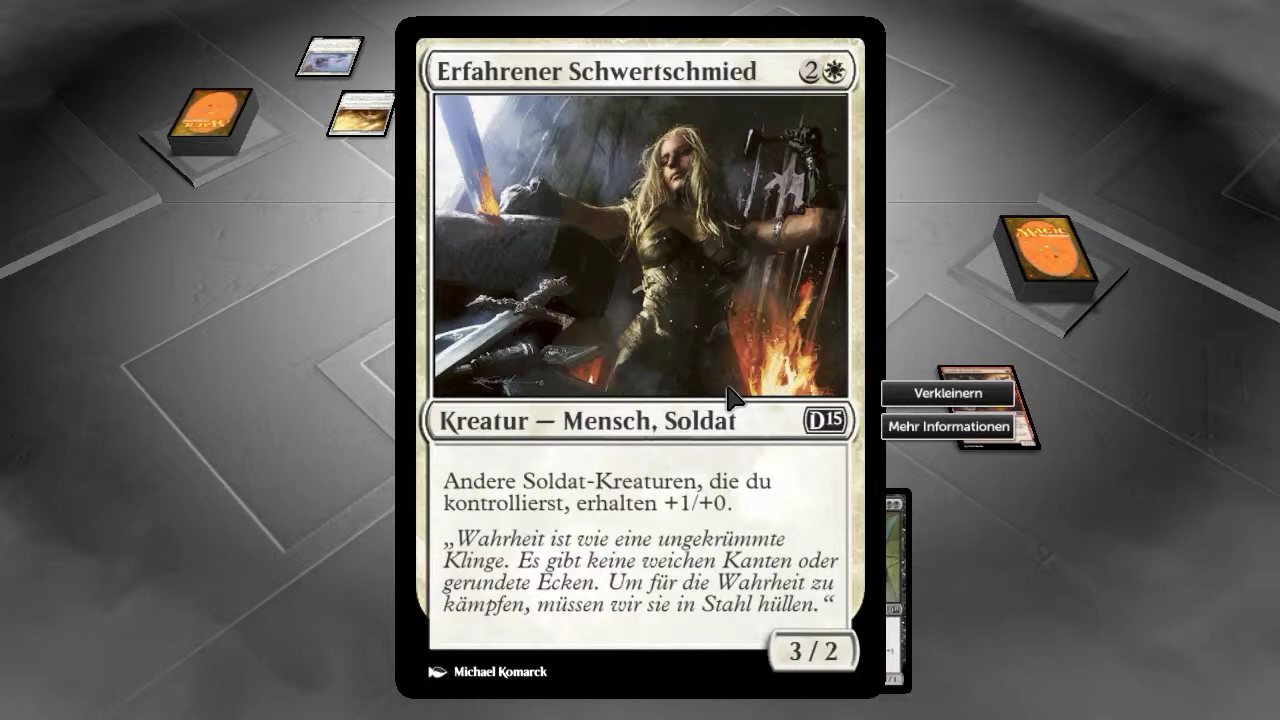 Erfahrener Schwertschmied 2
Kreatur — Mensch, Soldat D15
Andere Soldat-Kreaturen, die du
kontrollierst, erhalten +1/+0.
„Wahrheit ist wie eine ungekrümmte
Klinge. Es gibt keine weichen Kanten oder
gerundete Ecken. Um für die Wahrheit zu
kämpfen, müssen wir sie in Stahl hüllen.“
3 / 2
Michael Komarck
MAGIC
MAGIC
Verkleinern
Mehr Informationen